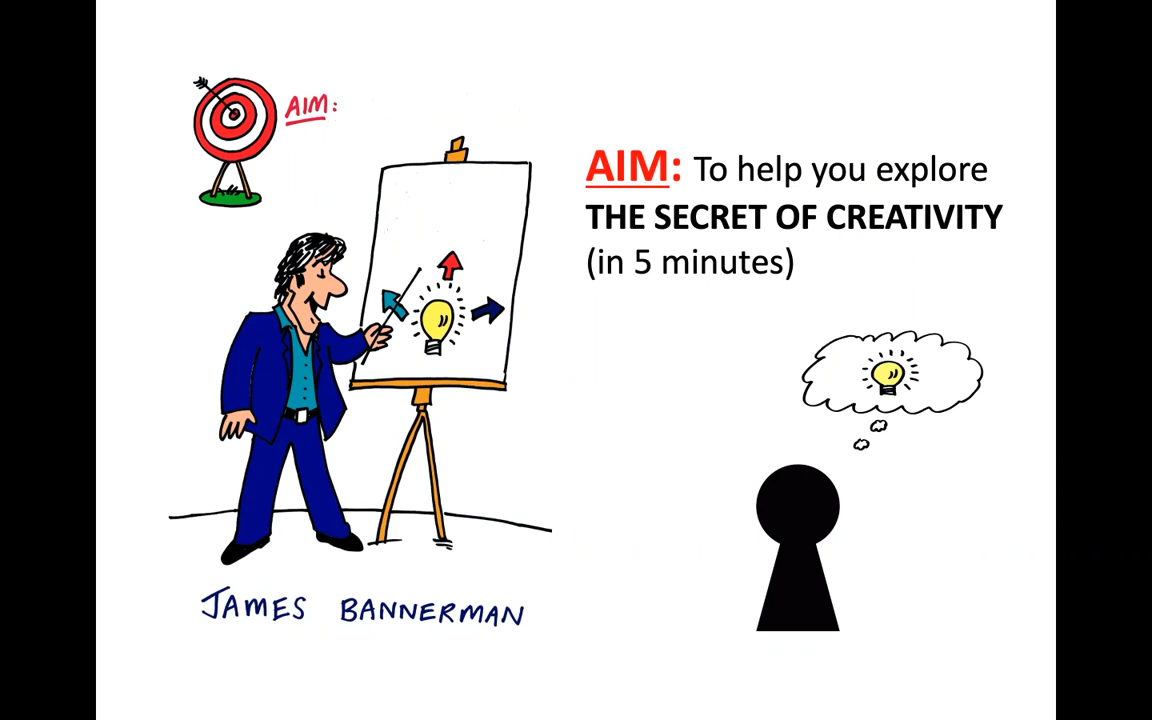 AIM:
AIM: To help you explore
THE SECRET OF CREATIVITY
(in 5 minutes)
JAMES BANNERMAN